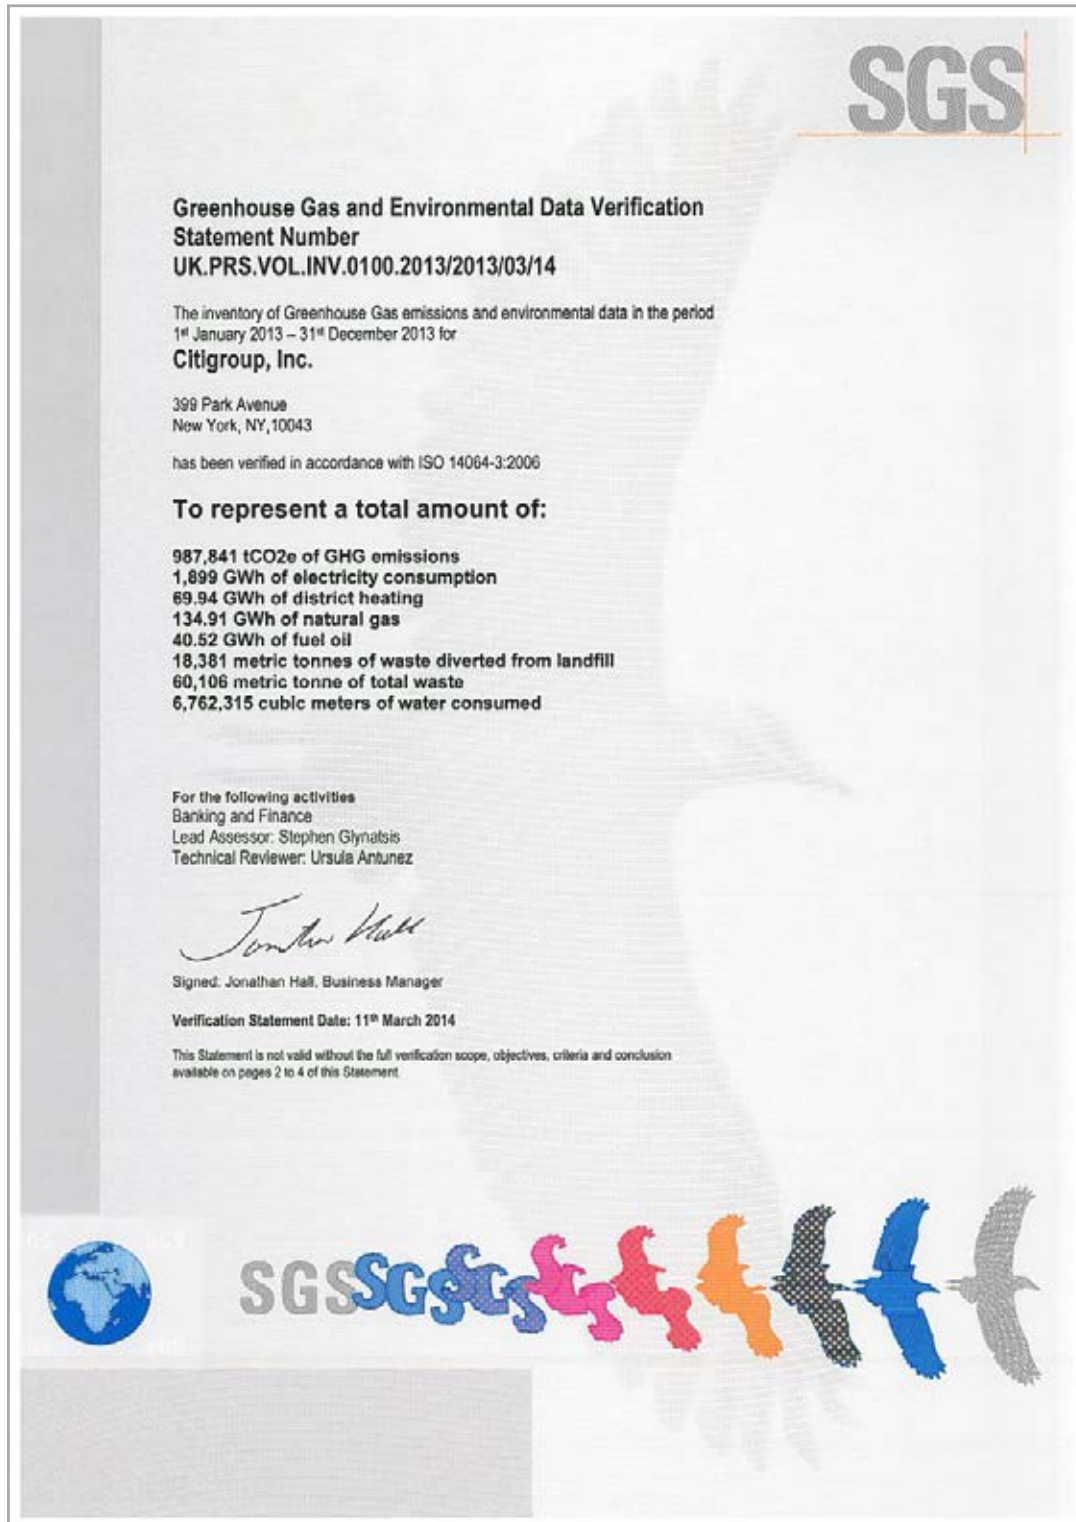 SGS
Greenhouse Gas and Environmental Data Verification
Statement Number
UK.PRS.VOL.INV.0100.2013/2013/03/14
The inventory of Greenhouse Gas emissions and environmental data in the period
1st January 2013 – 31st December 2013 for
Citigroup, Inc.
399 Park Avenue
New York, NY,10043
has been verified in accordance with ISO 14064-3:2006
To represent a total amount of:
987,841 tCO2e of GHG emissions
1,899 GWh of electricity consumption
69.94 GWh of district heating
134.91 GWh of natural gas
40.52 GWh of fuel oil
18,381 metric tonnes of waste diverted from landfill
60,106 metric tonne of total waste
6,762,315 cubic meters of water consumed
For the following activities
Banking and Finance
Lead Assessor: Stephen Glynatsis
Technical Reviewer: Ursula Antunez
Jonathan Hall
Signed: Jonathan Hall, Business Manager
Verification Statement Date: 11th March 2014
This Statement is not valid without the full verification scope, objectives, criteria and conclusion
available on pages 2 to 4 of this Statement.
SGS SGS SGS